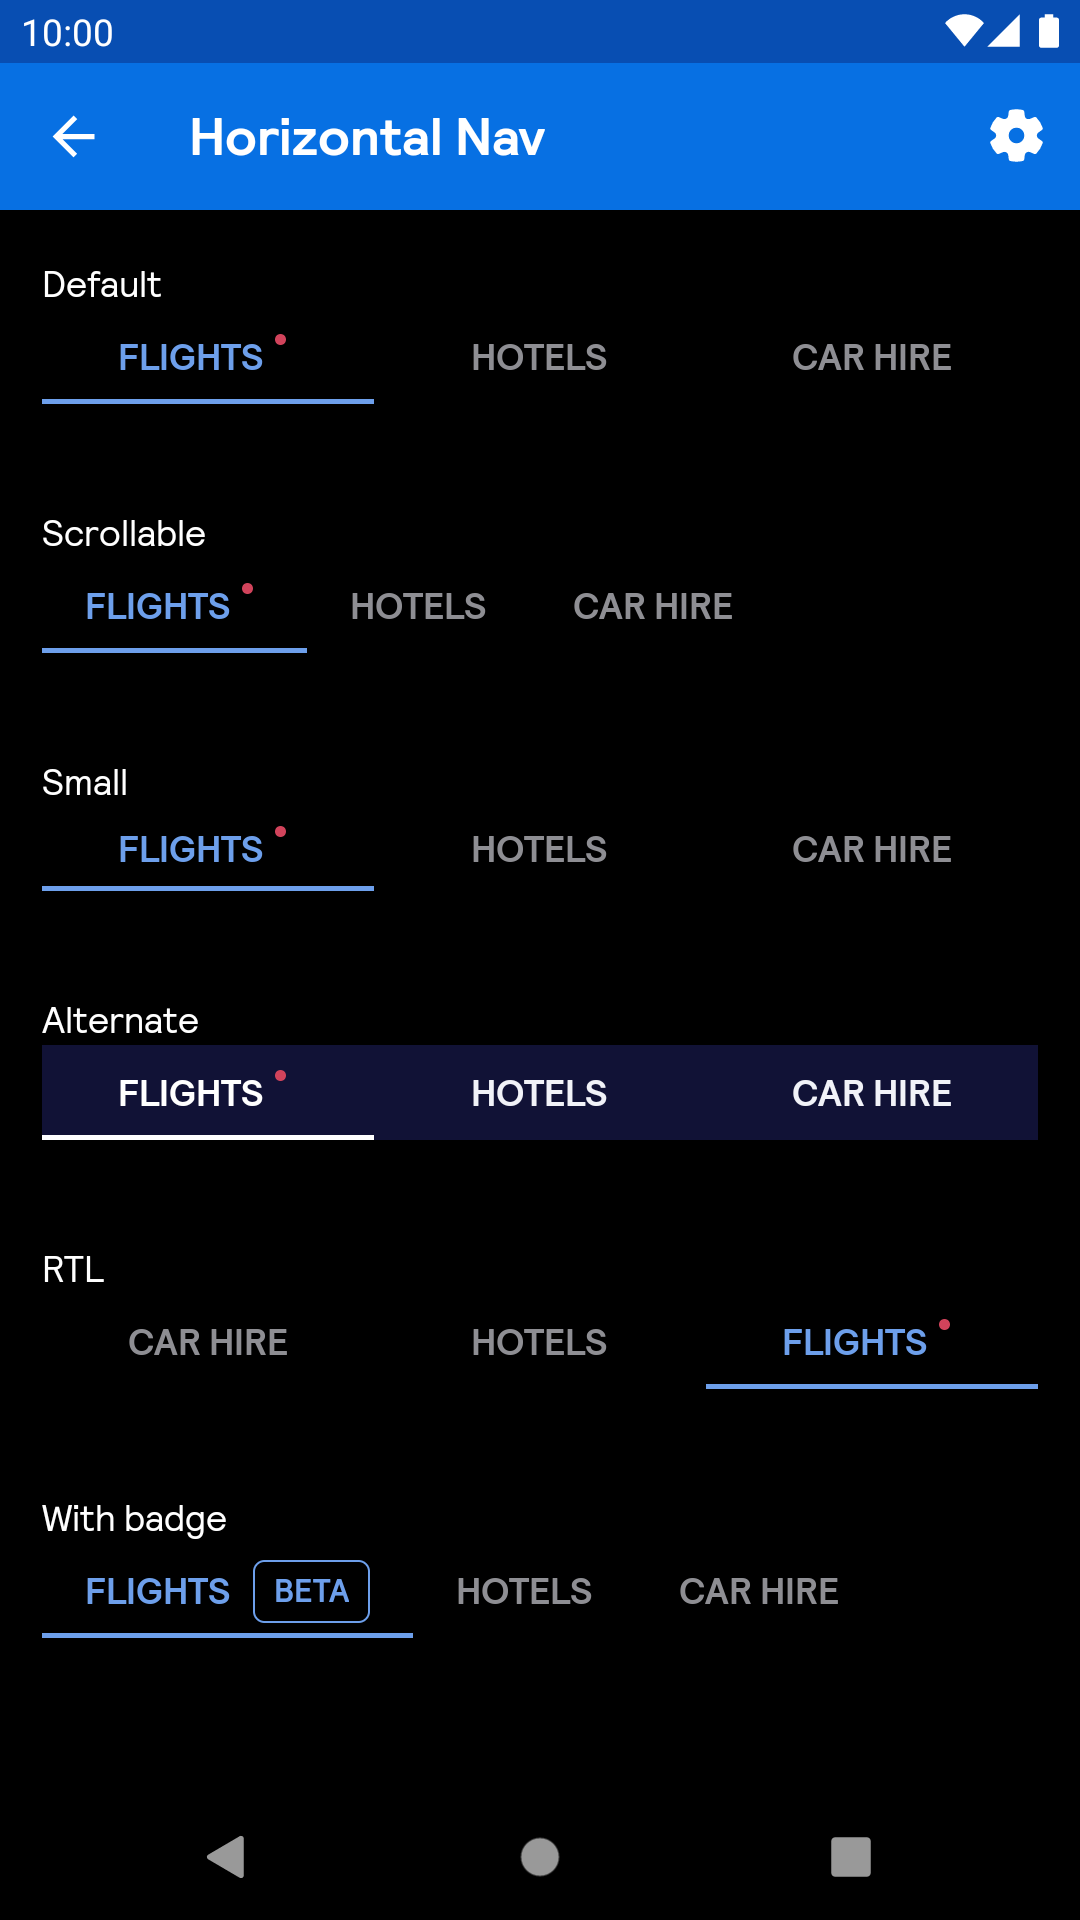 10:00
Horizontal Nav
Default
FLIGHTS HOTELS CAR HIRE
Scrollable
FLIGHTS HOTELS CAR HIRE
Small
FLIGHTS HOTELS CAR HIRE
Alternate
FLIGHTS HOTELS CAR HIRE
RTL
CAR HIRE HOTELS FLIGHTS
With badge
FLIGHTS BETA HOTELS CAR HIRE